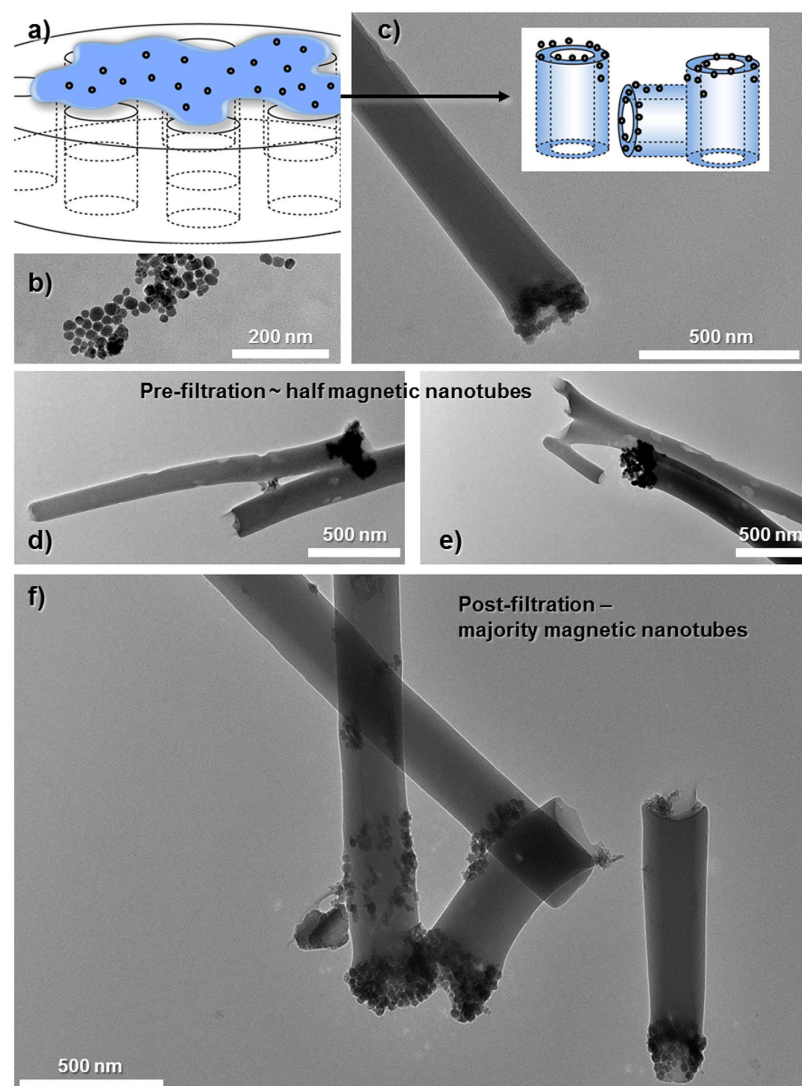 a)
c)
b)
200 nm
500 nm
Pre-filtration ~ half magnetic nanotubes
500 nm
d)
500 nm
e)
f)
Post-filtration –
majority magnetic nanotubes
500 nm